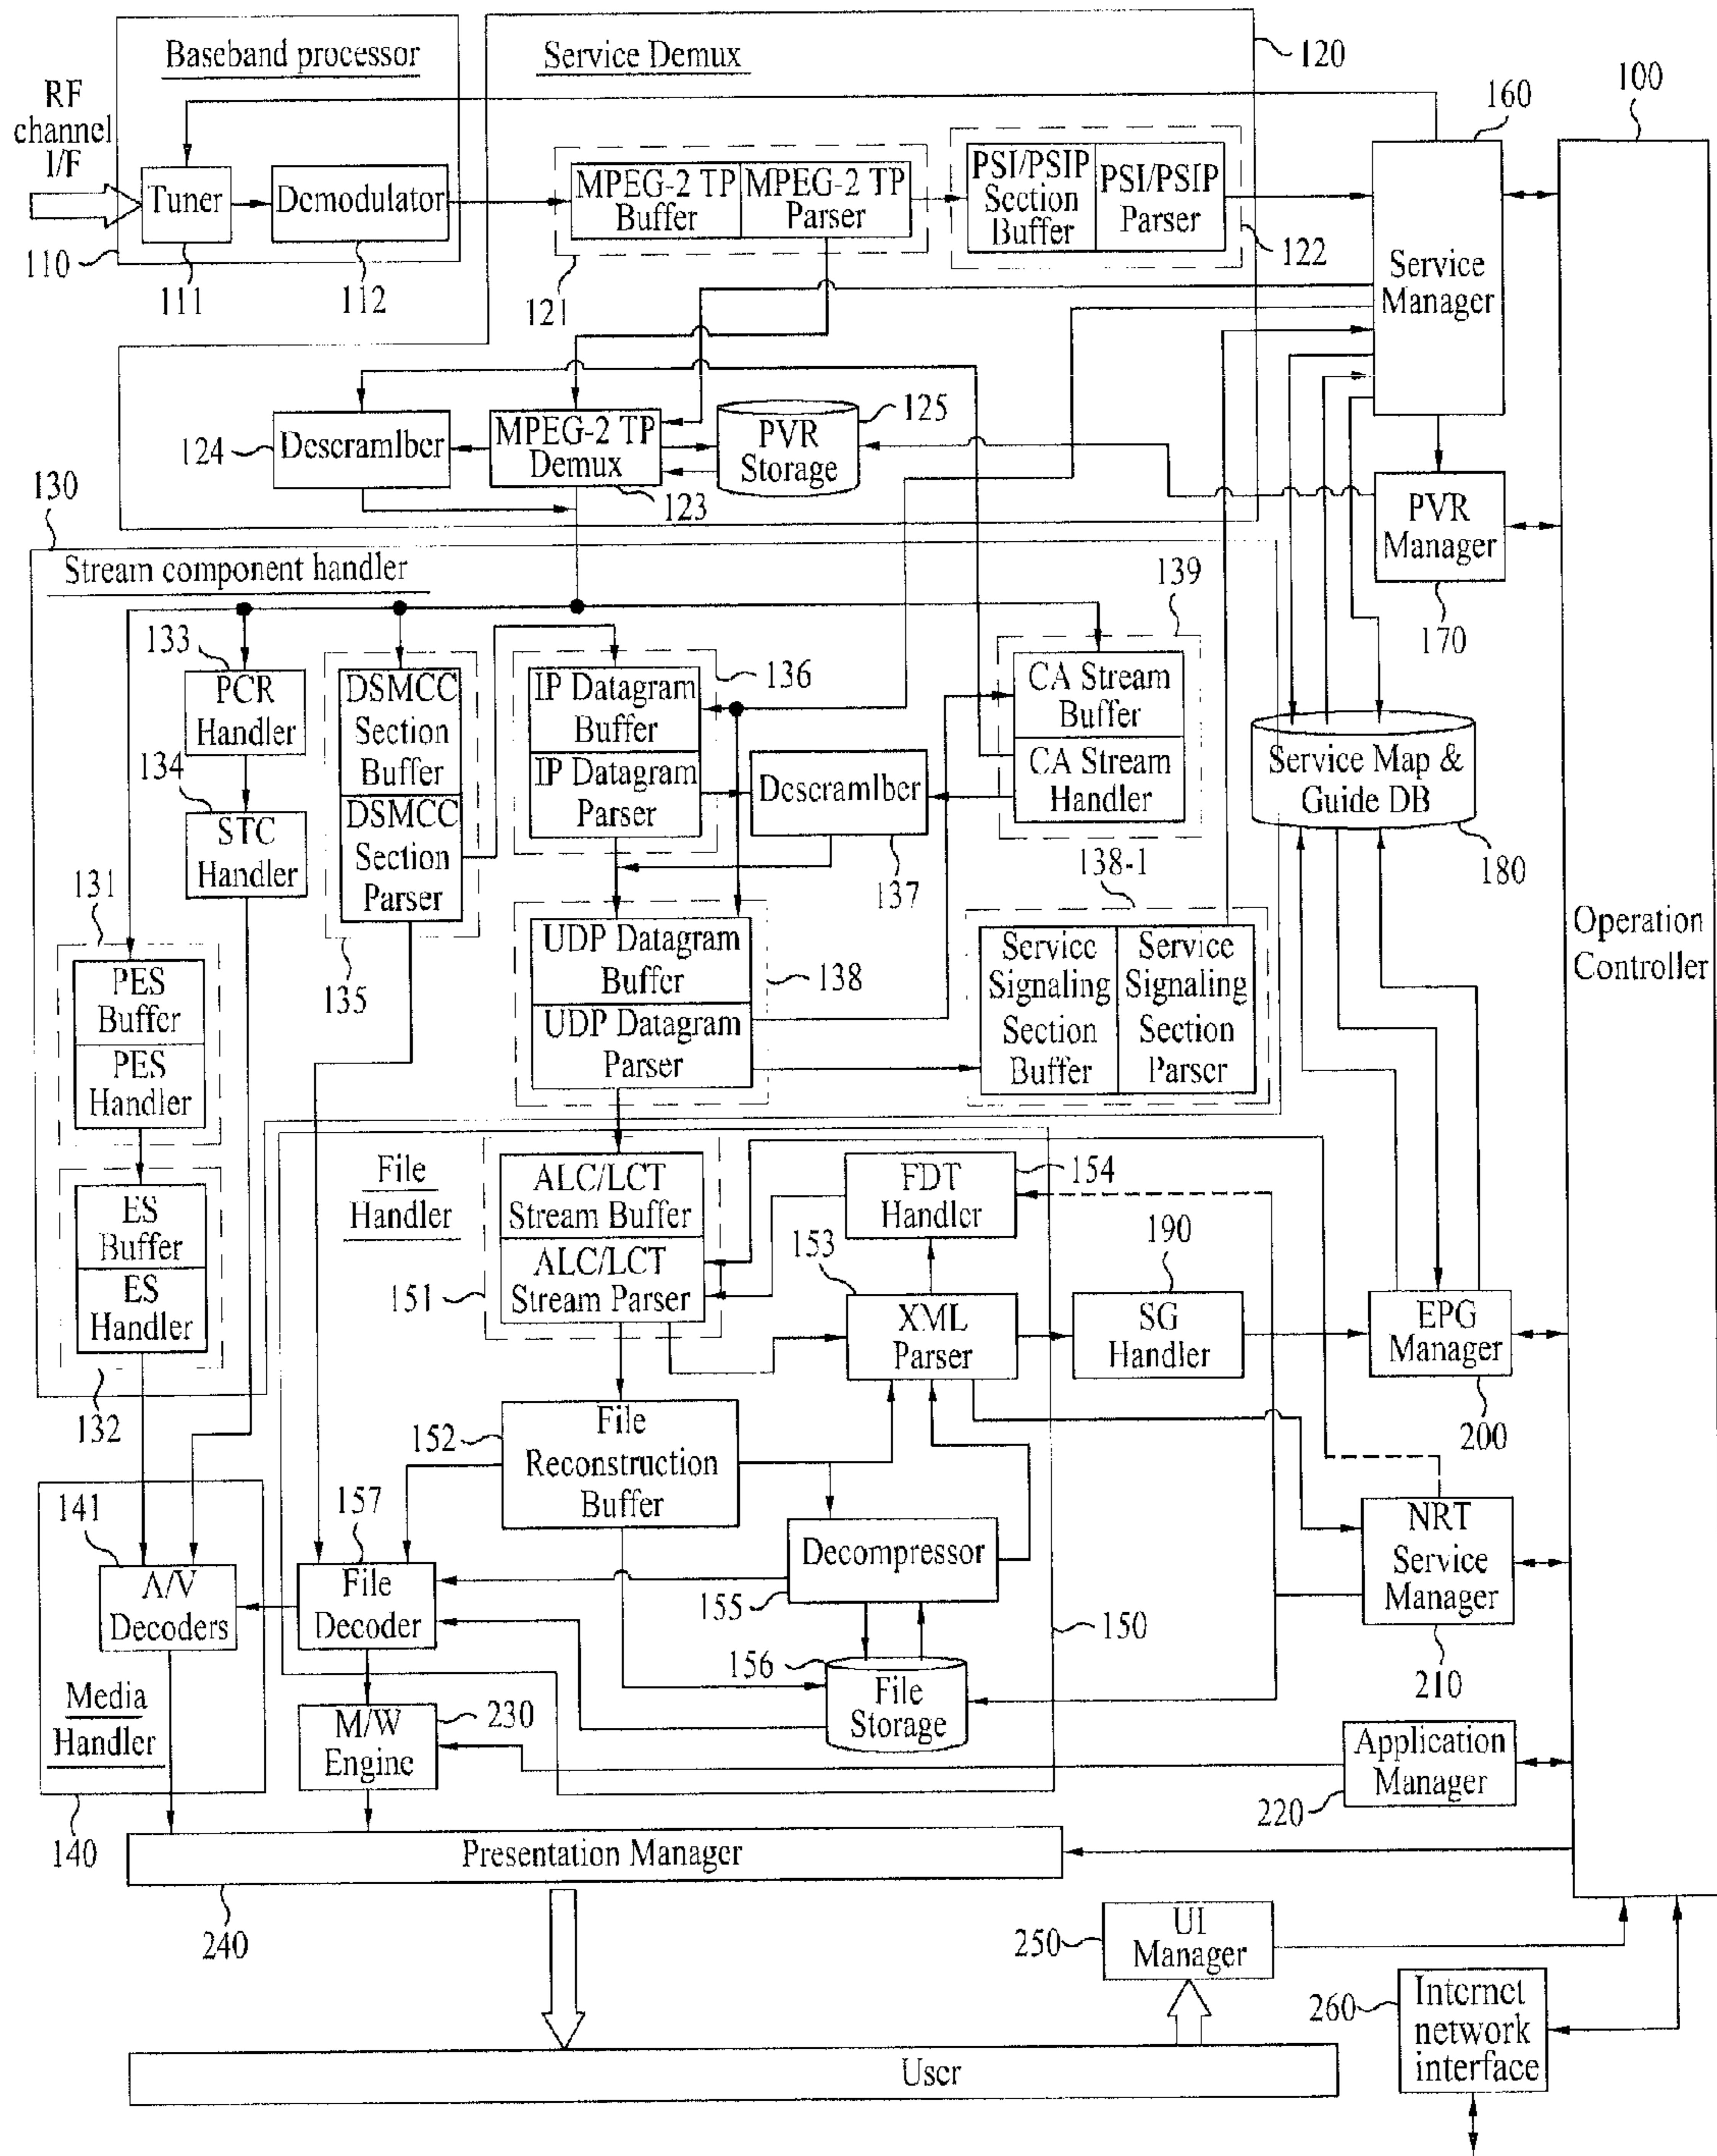 Baseband processor
Service Demux
120
RF
channel
I/F
160
100
Tuner
Demodulator
MPEG-2 TP
Buffer
MPEG-2 TP
Parser
PSI/PSIP
Section
Buffer
PSI/PSIP
Parser
110
111
112
121
122
Service
Manager
124
Descramlber
MPEG-2 TP
Demux
123
PVR
Storage
125
130
PVR
Manager
170
Stream component handler
139
133
PCR
Handler
134
STC
Handler
DSMCC
Section
Buffer
DSMCC
Section
Parser
135
IP Datagram
Buffer
IP Datagram
Parser
136
Descramlber
137
CA Stream
Buffer
CA Stream
Handler
Service Map &
Guide DB
180
138-1
131
PES
Buffer
PES
Handler
UDP Datagram
Buffer
UDP Datagram
Parser
138
Service
Signaling
Section
Buffer
Service
Signaling
Section
Parser
Operation
Controller
File
Handler
ALC/LCT
Stream Buffer
ALC/LCT
Stream Parser
151
FDT
Handler
154
ES
Buffer
ES
Handler
132
153
XML
Parser
190
SG
Handler
EPG
Manager
200
152
File
Reconstruction
Buffer
141
A/V
Decoders
157
File
Decoder
Decompressor
155
150
NRT
Service
Manager
210
156
File
Storage
Media
Handler
140
M/W
Engine
230
Application
Manager
220
Presentation Manager
240
250
UI
Manager
260
Internet
network
interface
User